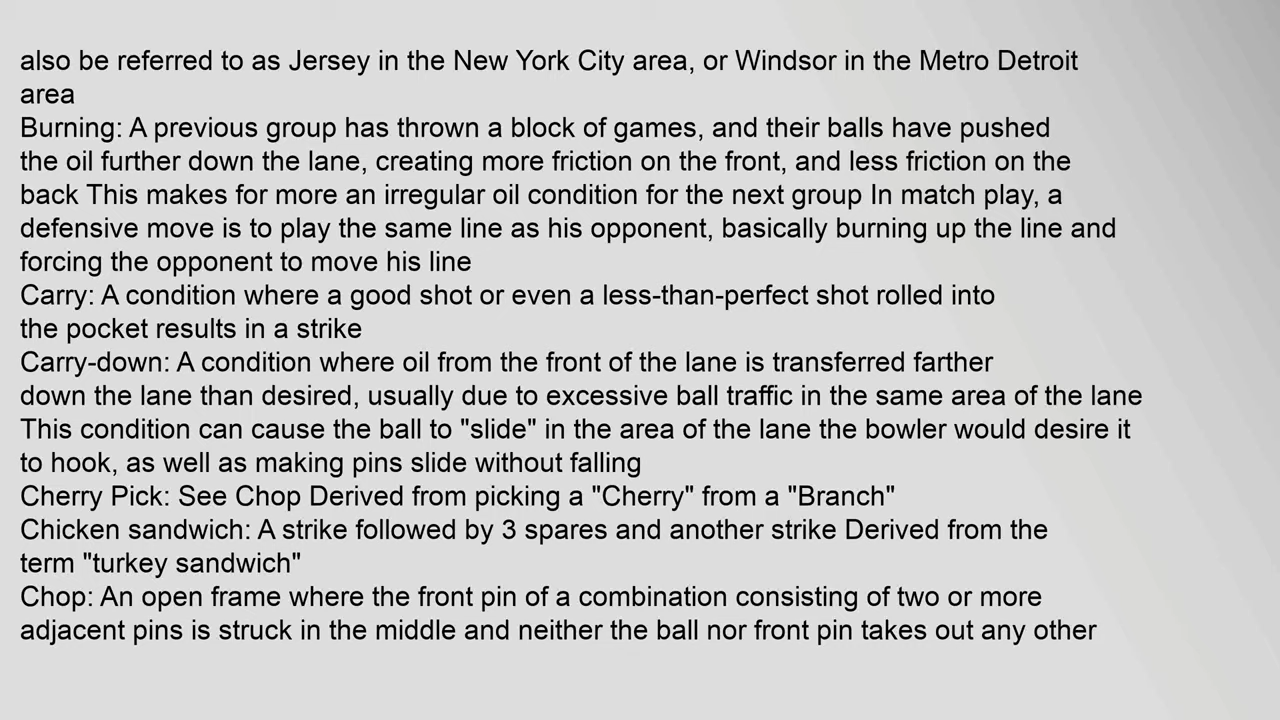 also be referred to as Jersey in the New York City area, or Windsor in the Metro Detroit
area
Burning: A previous group has thrown a block of games, and their balls have pushed
the oil further down the lane, creating more friction on the front, and less friction on the
back This makes for more an irregular oil condition for the next group In match play, a
defensive move is to play the same line as his opponent, basically burning up the line and
forcing the opponent to move his line
Carry: A condition where a good shot or even a less-than-perfect shot rolled into
the pocket results in a strike
Carry-down: A condition where oil from the front of the lane is transferred farther
down the lane than desired, usually due to excessive ball traffic in the same area of the lane
This condition can cause the ball to "slide" in the area of the lane the bowler would desire it
to hook, as well as making pins slide without falling
Cherry Pick: See Chop Derived from picking a "Cherry" from a "Branch"
Chicken sandwich: A strike followed by 3 spares and another strike Derived from the
term "turkey sandwich"
Chop: An open frame where the front pin of a combination consisting of two or more
adjacent pins is struck in the middle and neither the ball nor front pin takes out any other